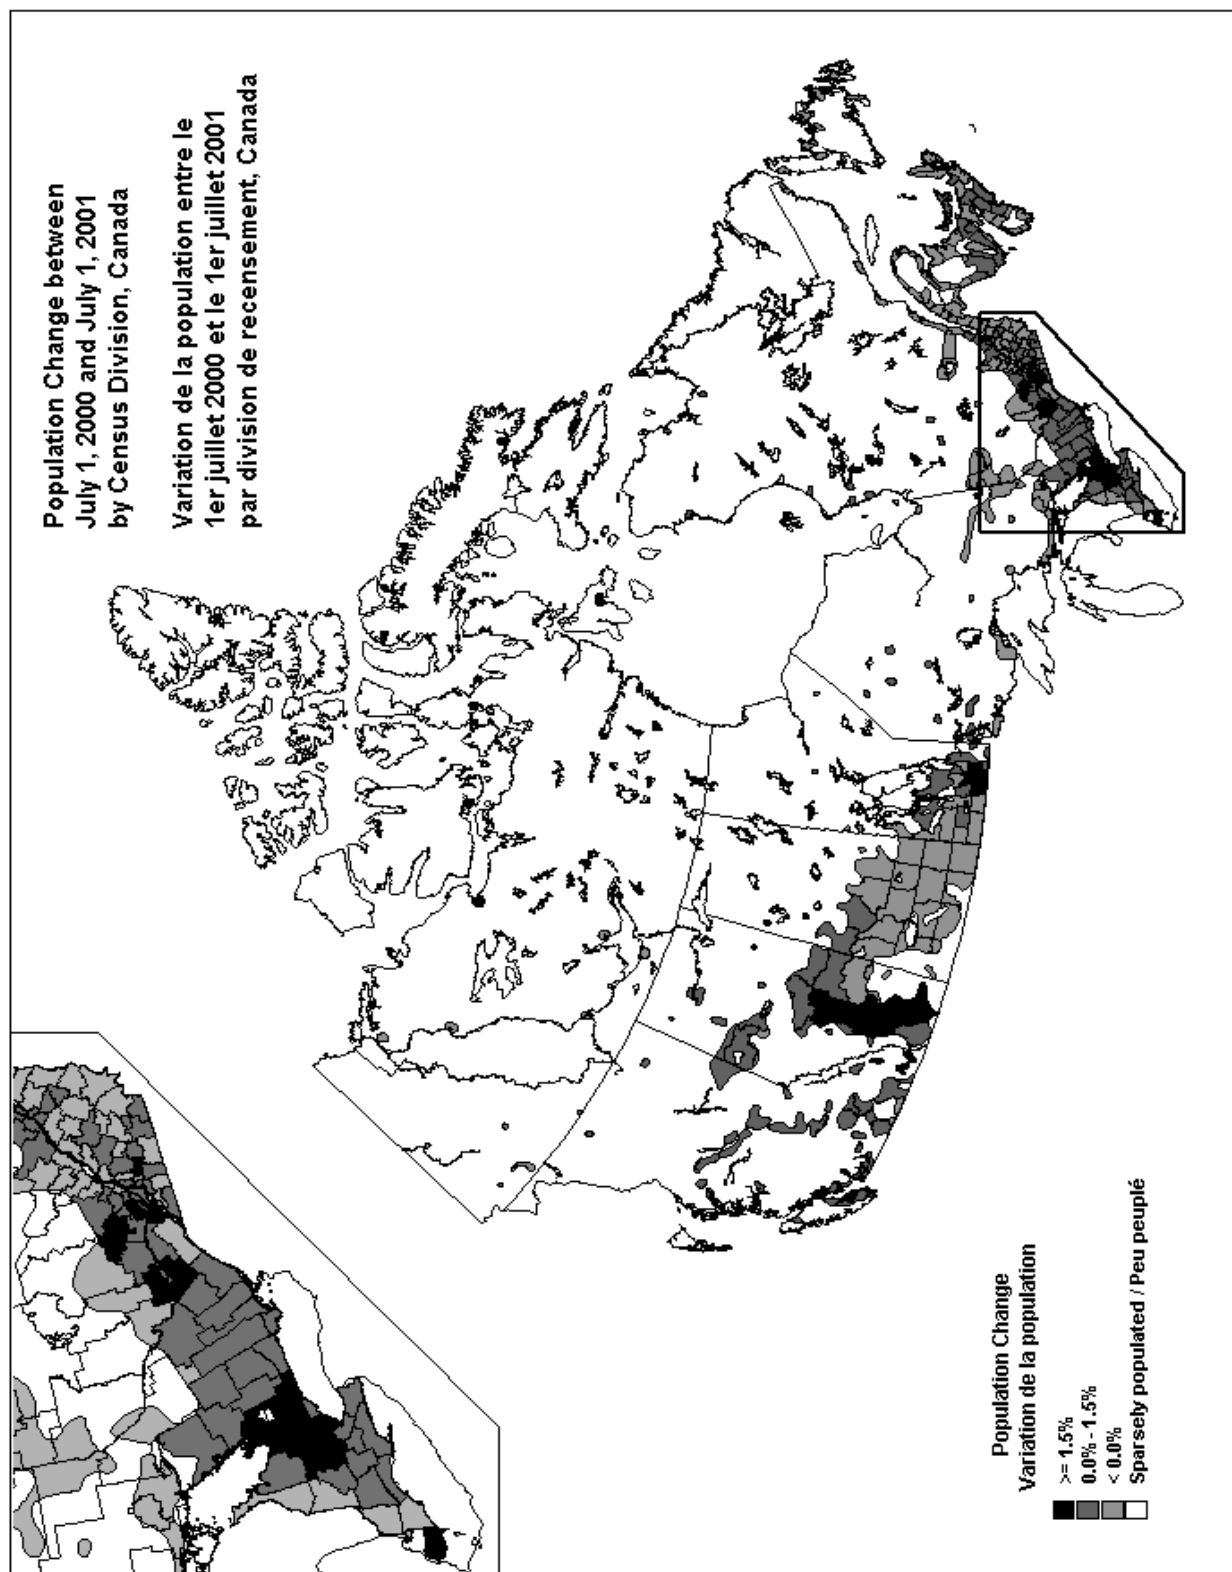 Population Change between
July 1, 2000 and July 1, 2001
by Census Division, Canada
Variation de la population entre le
1er juillet 2000 et le 1er juillet 2001
par division de recensement, Canada
Population Change
Variation de la population
>= 1.5%
0.0% - 1.5%
< 0.0%
Sparsely populated / Peu peuplé